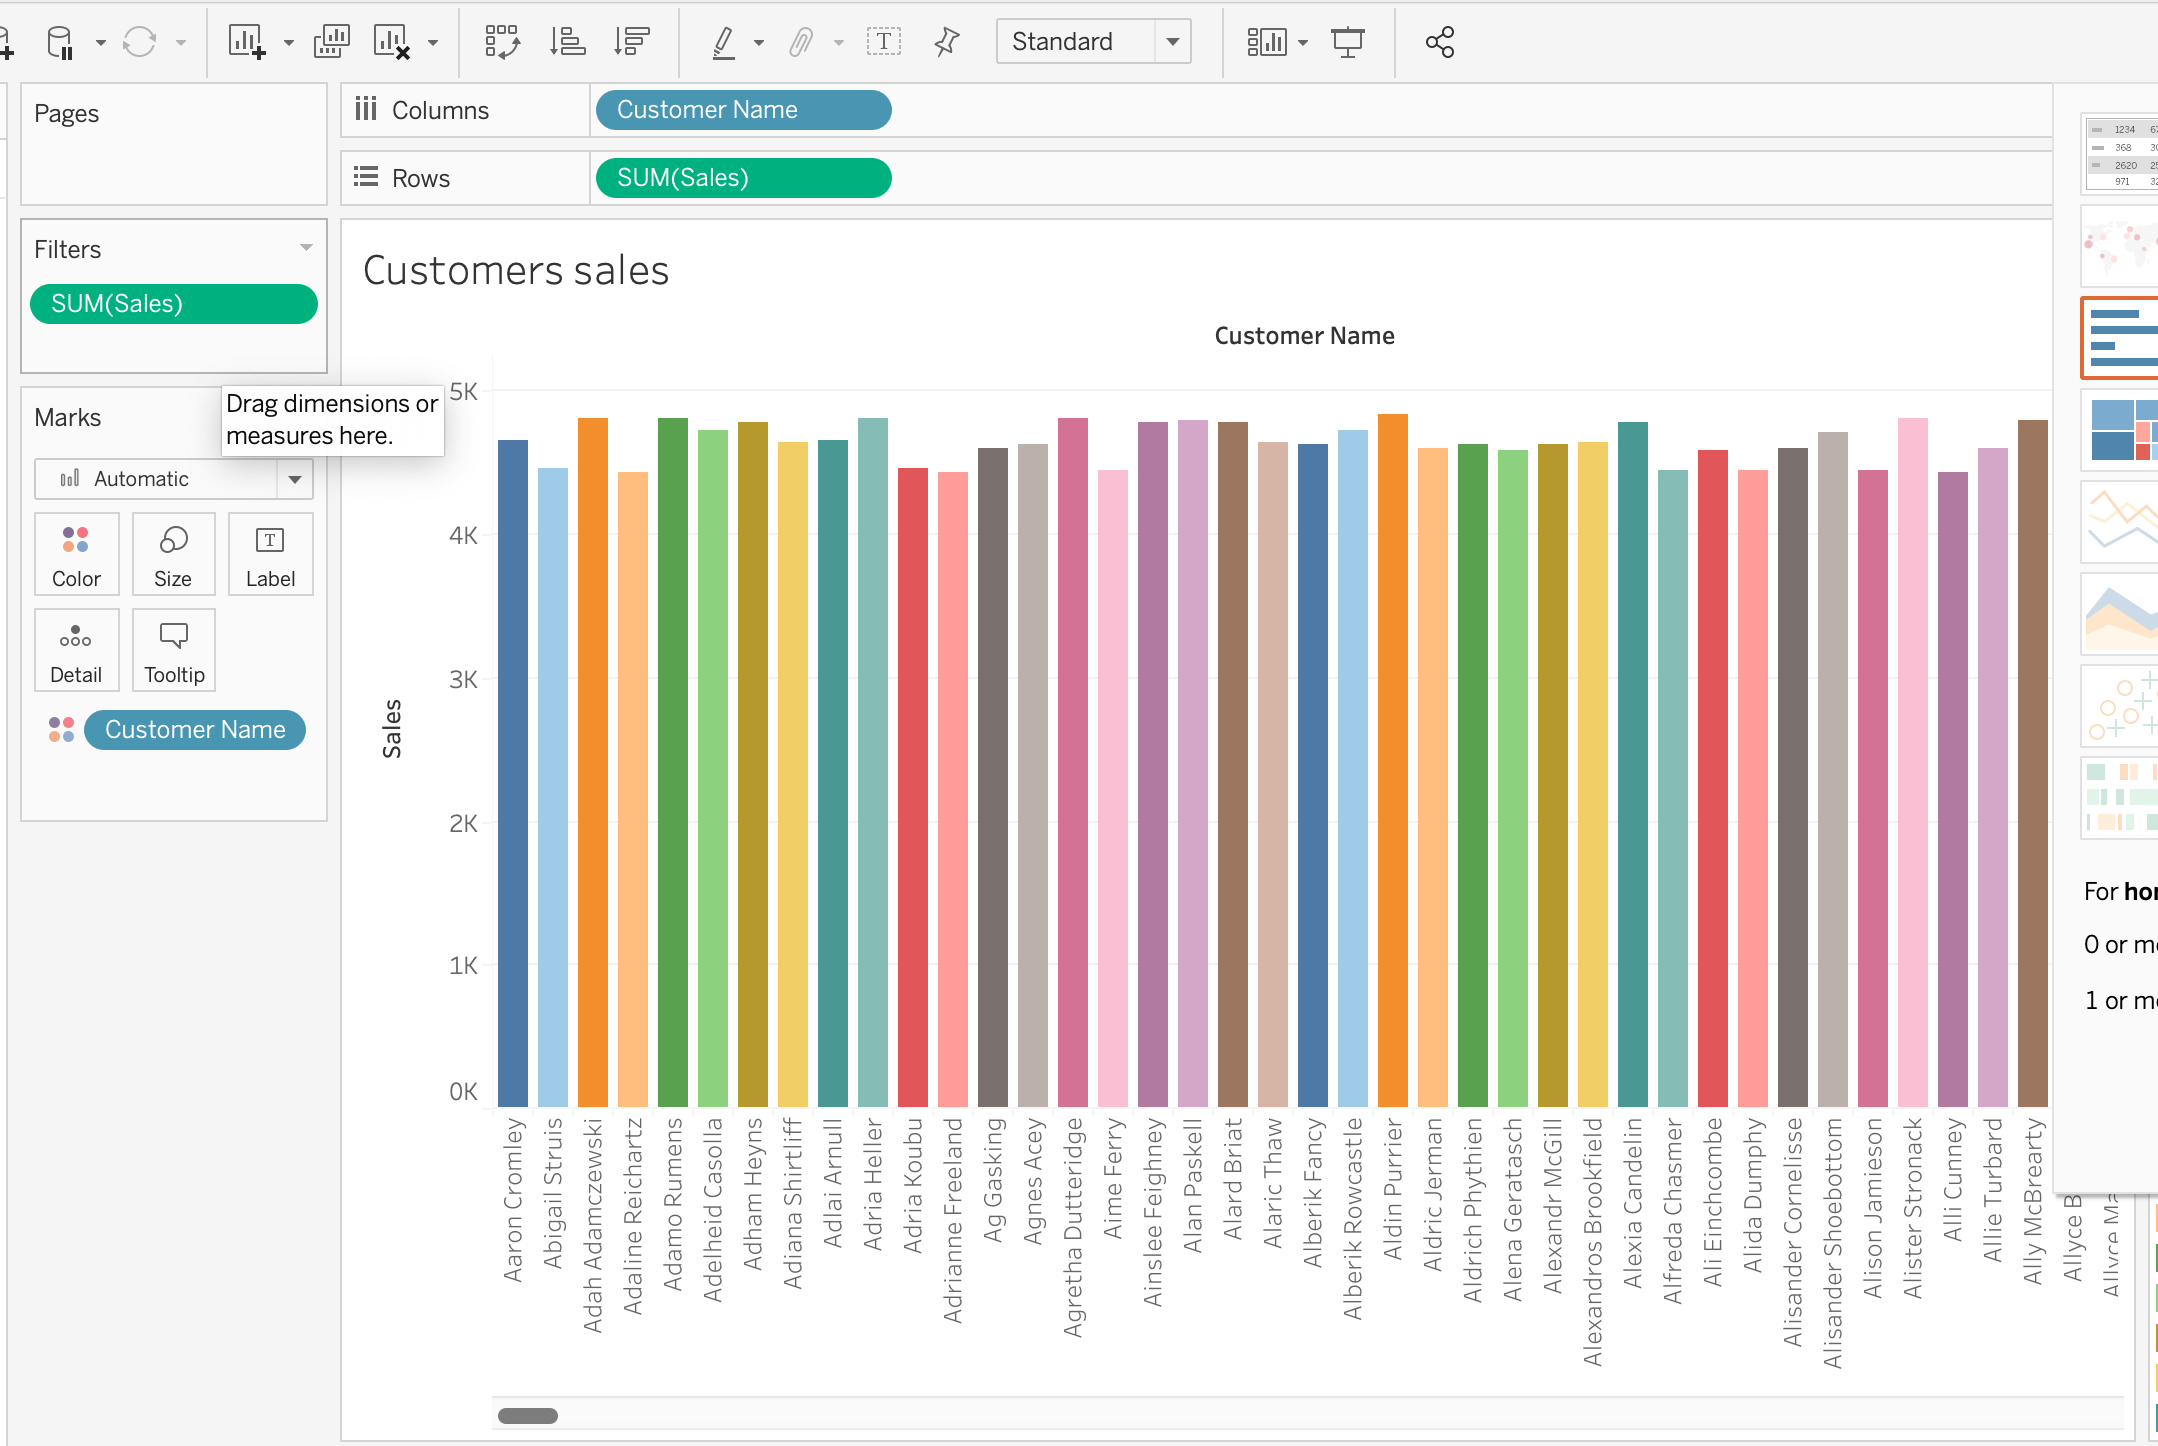 Standard
Pages
Columns
Customer Name
Rows
SUM(Sales)
Filters
SUM(Sales)
Drag dimensions or
measures here.
Marks
Automatic
Color
Size
T
Label
Detail
Tooltip
Customer Name
Customers sales
Customer Name
Sales
5K
4K
3K
2K
1K
0K
Aaron Cromley
Abigail Struis
Adah Adamczewski
Adaline Reichartz
Adamo Rumens
Adelheid Casolla
Adham Heyns
Adiana Shirtliff
Adlai Arnull
Adria Heller
Adria Koubu
Adrianne Freeland
Ag Gasking
Agnes Acey
Agretha Dutteridge
Aime Ferry
Ainslee Feighney
Alan Paskell
Alard Briat
Alaric Thaw
Alberik Fancy
Alberik Rowcastle
Aldin Purrier
Aldric Jerman
Aldrich Phythien
Alena Geratasch
Alexandr McGill
Alexandros Brookfield
Alexia Candelin
Alfreda Chasmer
Ali Einchcombe
Alida Dumphy
Alisander Cornelisse
Alisander Shoebottom
Alison Jamieson
Alister Stronack
Alli Cunney
Allie Turbard
Ally McBrearty
Allyce B
Allyce
1234
368
2620
971
For
0 or
1 or